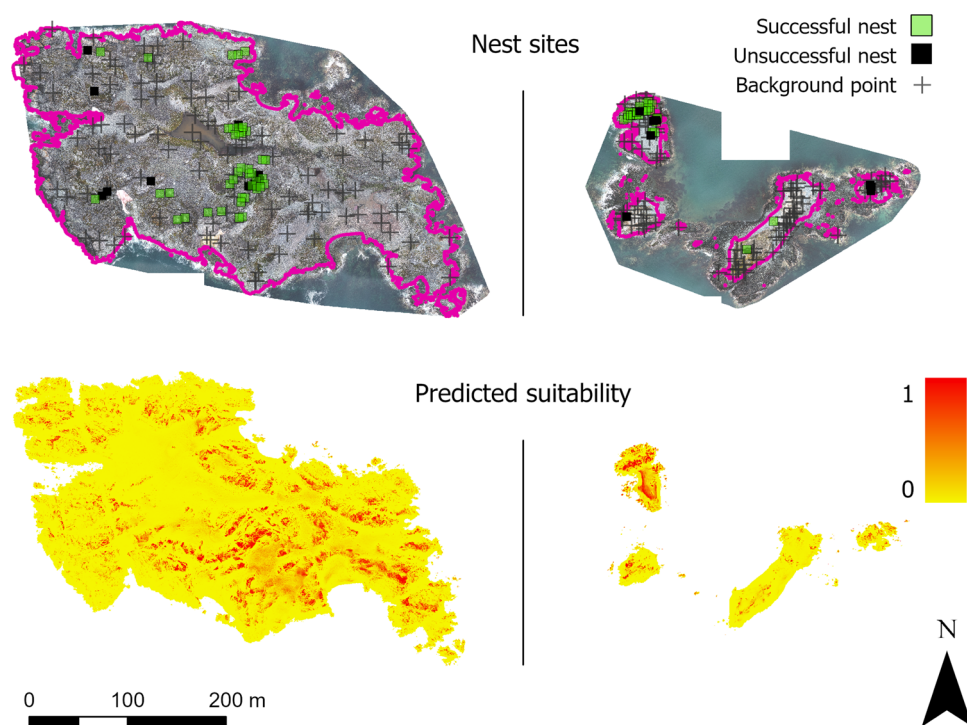 Nest sites
Successful nest
Unsuccessful nest
Background point
Predicted suitability
1
0
N
0 100 200 m